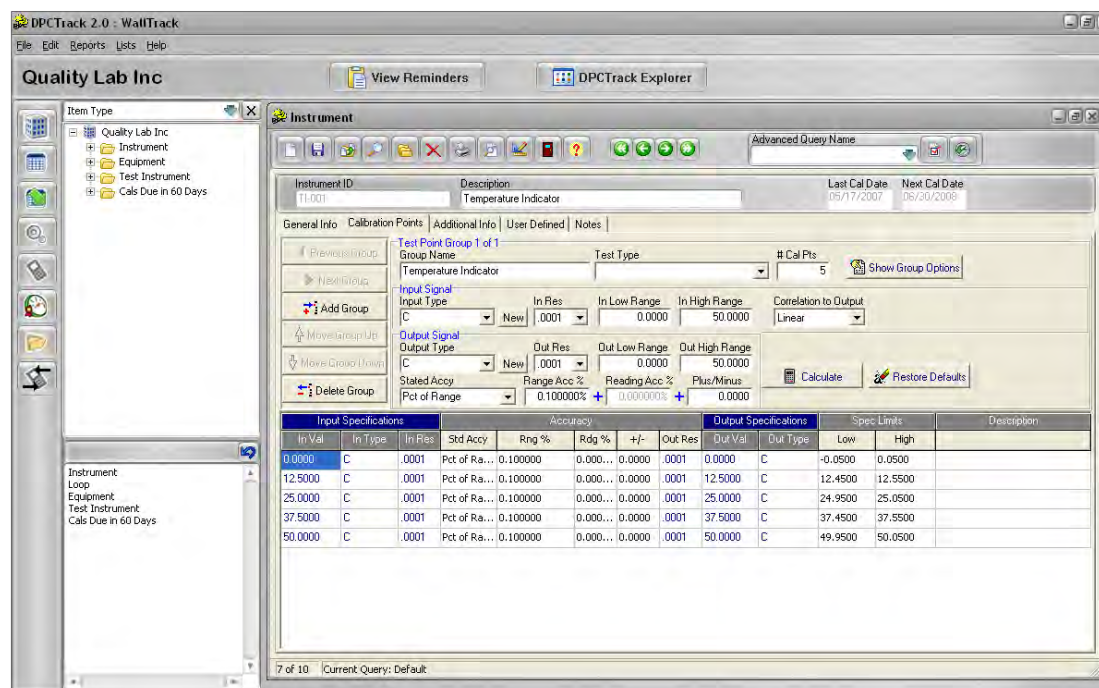 DPCTrack 2.0 : WallTrack
File Edit Reports Lists Help
Quality Lab Inc
View Reminders
DPCTrack Explorer
Item Type
Quality Lab Inc
Instrument
Equipment
Test Instrument
Cals Due in 60 Days
Instrument
Loop
Equipment
Test Instrument
Cals Due in 60 Days
Instrument
Advanced Query Name
Instrument ID Description Last Cal Date Next Cal Date
TI-001 Temperature Indicator 05/17/2007 08/30/2008
General Info Calibration Points Additional Info User Defined Notes
Previous Group
Next Group
Add Group
Move Group Up
Move Group Down
Delete Group
Test Point Group 1 of 1
Group Name Test Type # Cal Pts
Temperature Indicator 5 Show Group Options
Input Signal
Input Type In Res In Low Range In High Range Correlation to Output
C New .0001 0.0000 50.0000 Linear
Output Signal
Output Type Out Res Out Low Range Out High Range
C New .0001 0.0000 50.0000
Calculate Restore Defaults
Stated Accy Range Acc % Reading Acc % Plus/Minus
Pct of Range 0.100000% + 0.000000% + 0.0000
Input Specifications Accuracy Output Specifications Spec Limits Description
In Val In Type In Res Std Accy Rng % Rdg % +/- Out Res Out Val Out Type Low High
0.0000 C .0001 Pct of Ra... 0.100000 0.000... 0.0000 .0001 0.0000 C -0.0500 0.0500
12.5000 C .0001 Pct of Ra... 0.100000 0.000... 0.0000 .0001 12.5000 C 12.4500 12.5500
25.0000 C .0001 Pct of Ra... 0.100000 0.000... 0.0000 .0001 25.0000 C 24.9500 25.0500
37.5000 C .0001 Pct of Ra... 0.100000 0.000... 0.0000 .0001 37.5000 C 37.4500 37.5500
50.0000 C .0001 Pct of Ra... 0.100000 0.000... 0.0000 .0001 50.0000 C 49.9500 50.0500
7 of 10 Current Query: Default